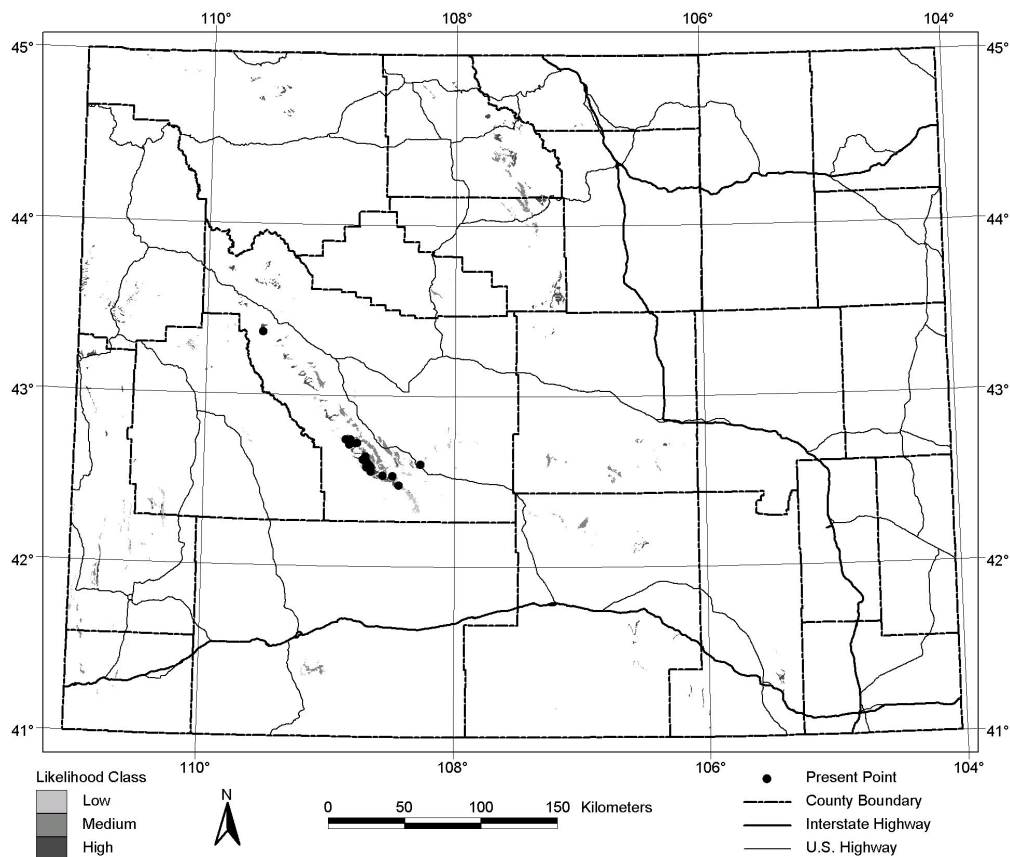 110° 108° 106° 104°
45° 45°
44° 44°
43° 43°
42° 42°
41° 41°
110° 108° 106° 104°
Likelihood Class
Low
Medium
High
N
0 50 100 150 Kilometers
Present Point
County Boundary
Interstate Highway
U.S. Highway